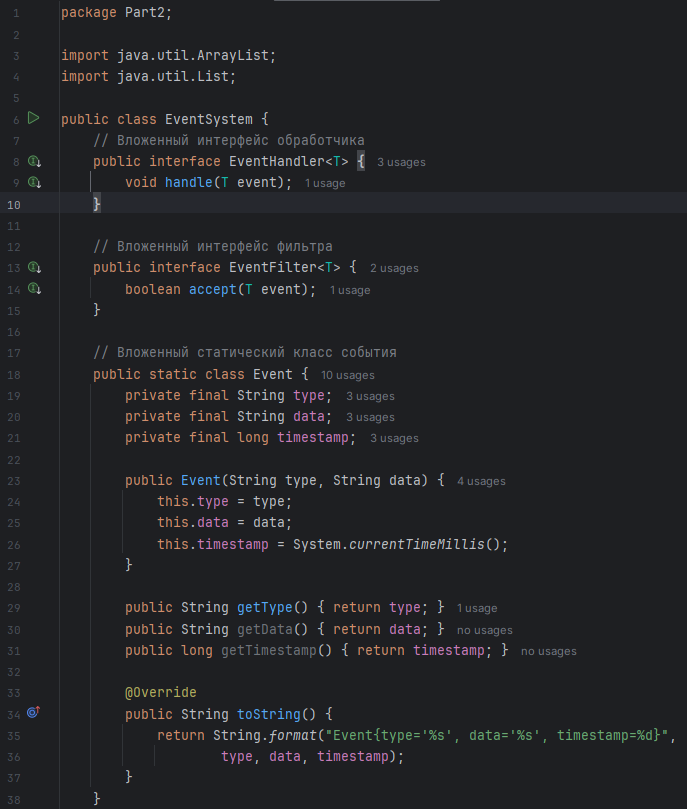 1 package Part2;
2
3 import java.util.ArrayList;
4 import java.util.List;
5
6 public class EventSystem {
7 // Вложенный интерфейс обработчика
8 public interface EventHandler<T> { 3 usages
9 void handle(T event); 1 usage
10 }
11
12 // Вложенный интерфейс фильтра
13 public interface EventFilter<T> { 2 usages
14 boolean accept(T event); 1 usage
15 }
16
17 // Вложенный статический класс события
18 public static class Event { 10 usages
19 private final String type; 3 usages
20 private final String data; 3 usages
21 private final long timestamp; 3 usages
22
23 public Event(String type, String data) { 4 usages
24 this.type = type;
25 this.data = data;
26 this.timestamp = System.currentTimeMillis();
27 }
28
29 public String getType() { return type; } 1 usage
30 public String getData() { return data; } no usages
31 public long getTimestamp() { return timestamp; } no usages
32
33 @Override
34 public String toString() {
35 return String.format("Event{type='%s', data='%s', timestamp=%d}",
36 type, data, timestamp);
37 }
38 }